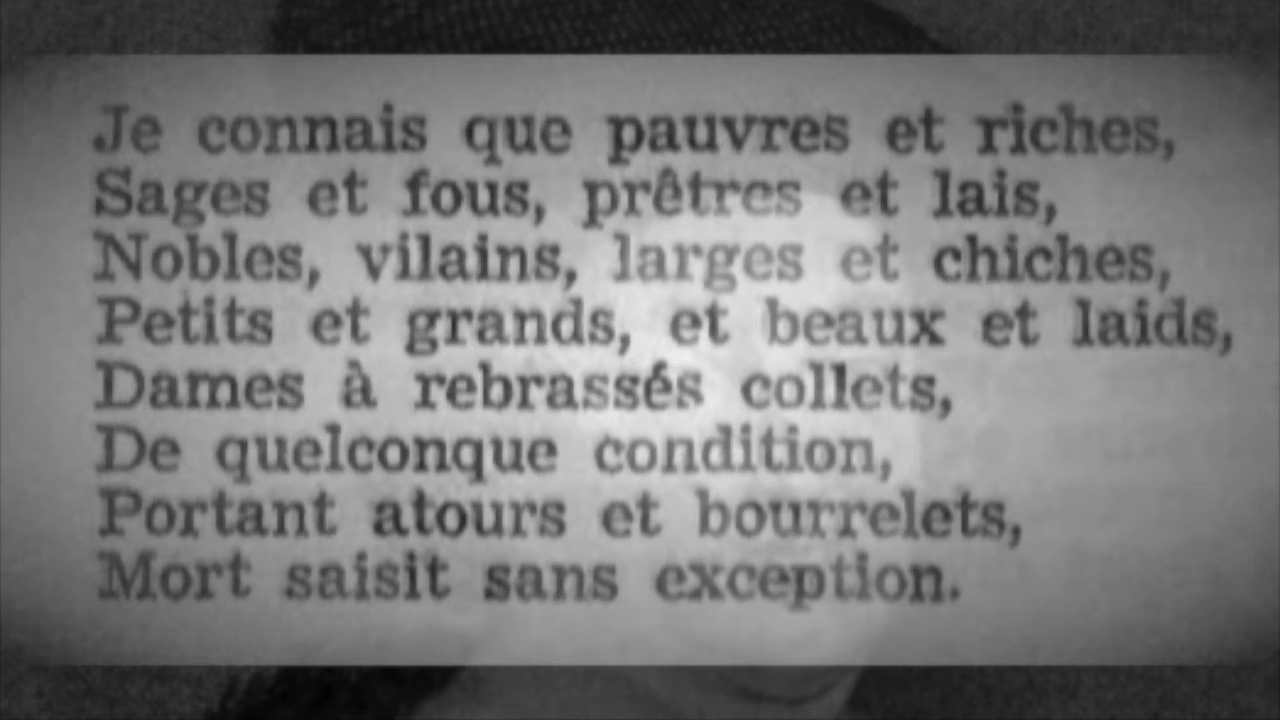 Je connais que pauvres et riches,
Sages et fous, prêtres et lais,
Nobles, vilains, larges et chiches,
Petits et grands, et beaux et laids,
Dames à rebrassés collets,
De quelconque condition,
Portant atours et bourrelets,
Mort saisit sans exception.